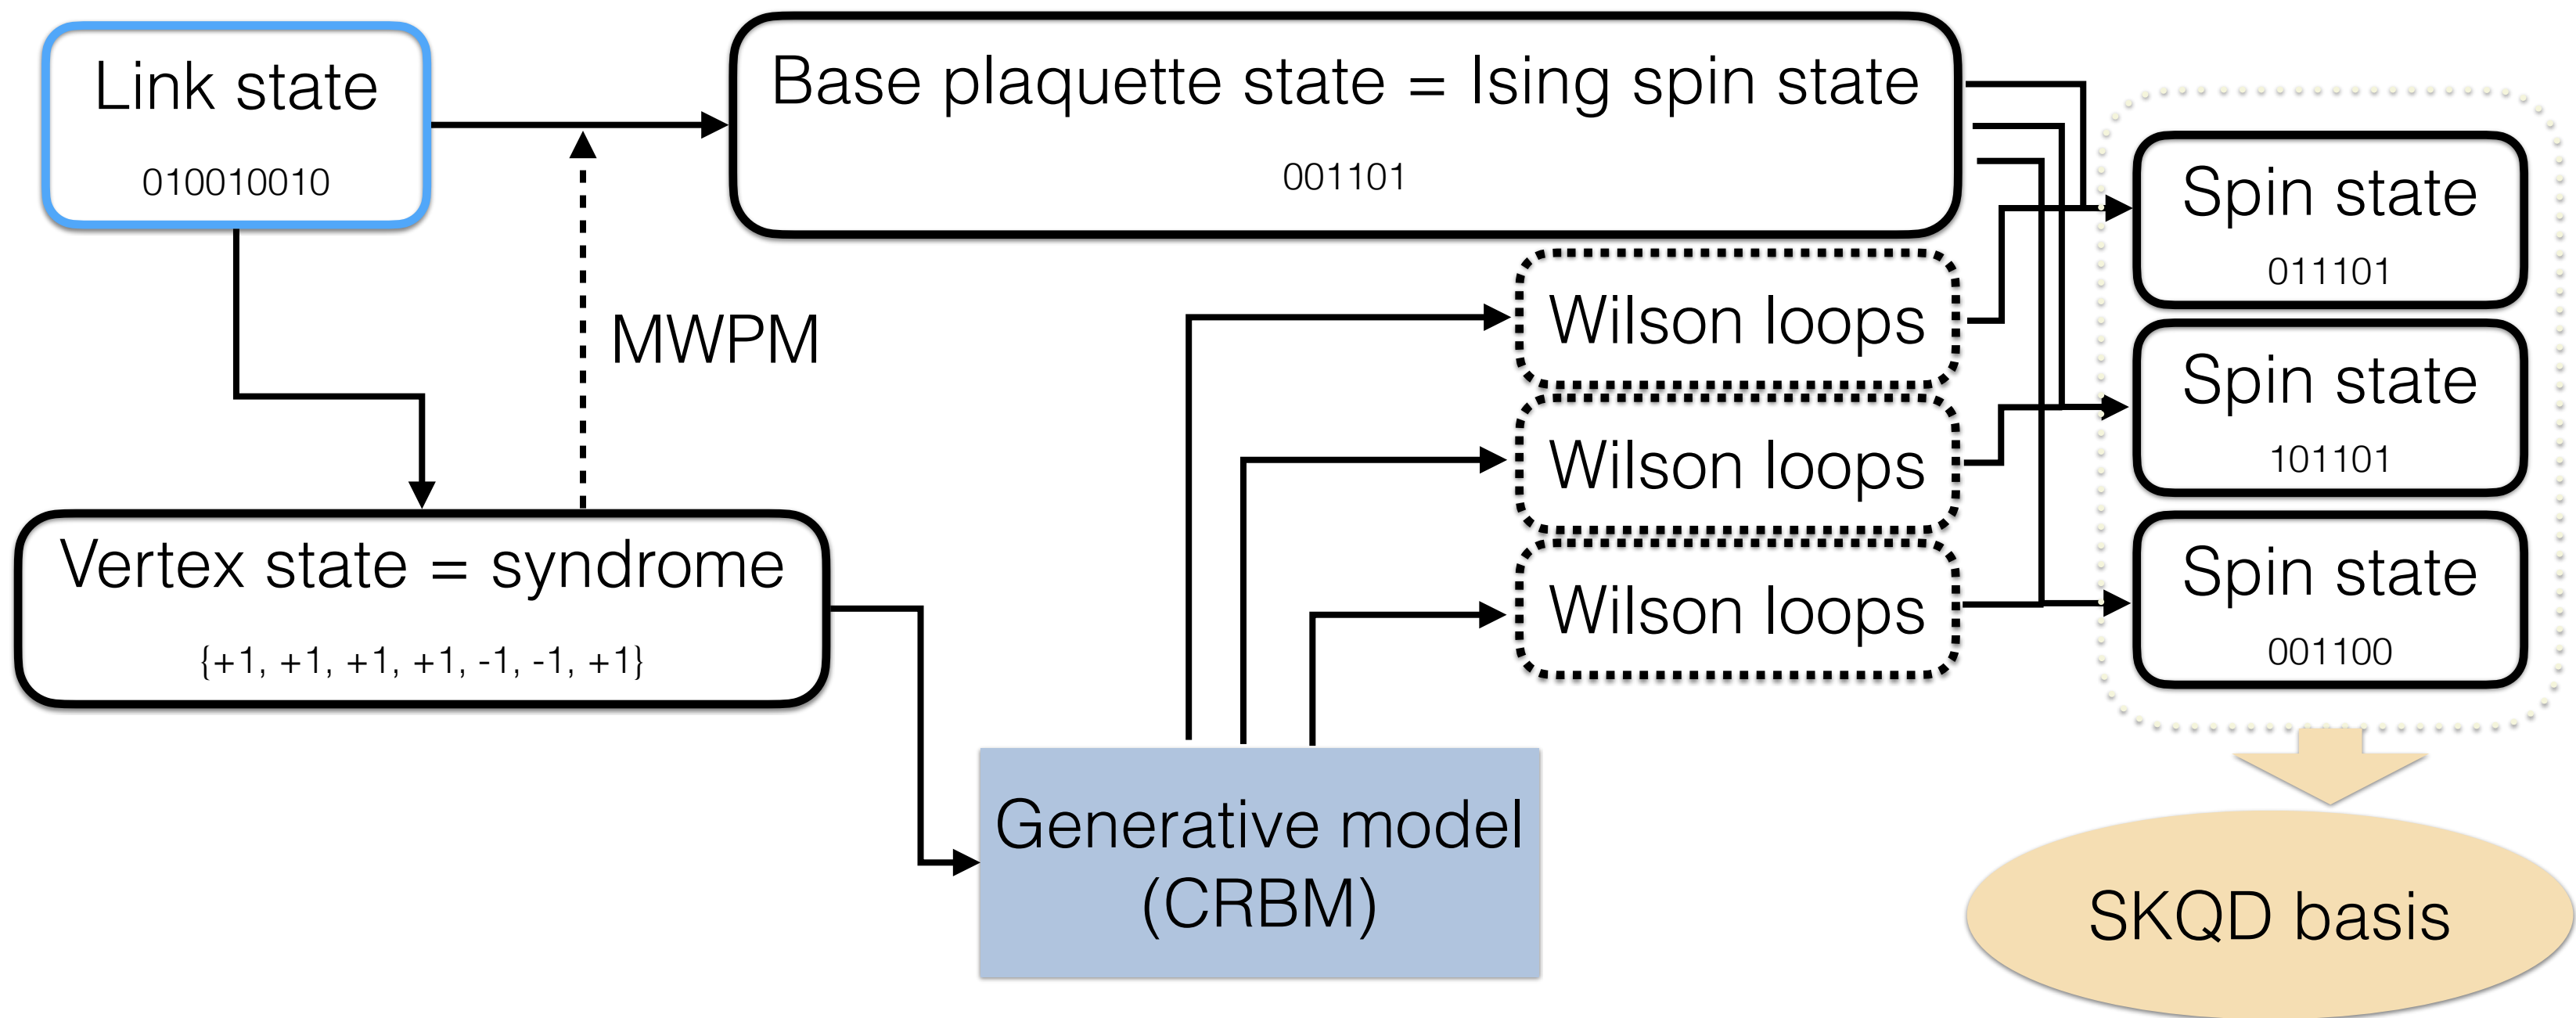 Link state
010010010
Base plaquette state = Ising spin state
001101
MWPM
Vertex state = syndrome
{+1, +1, +1, +1, -1, -1, +1}
Generative model
(CRBM)
Wilson loops
Wilson loops
Wilson loops
Spin state
011101
Spin state
101101
Spin state
001100
SKQD basis